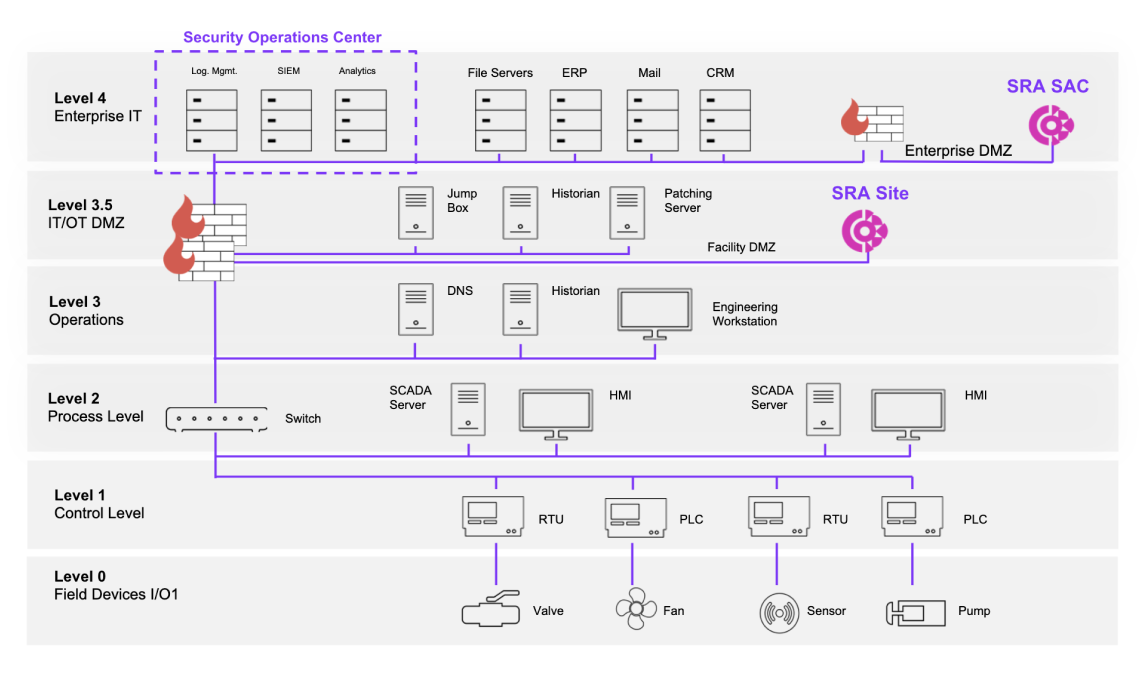 Security Operations Center
Log. Mgmt.
SIEM
Analytics
File Servers
ERP
Mail
CRM
SRA SAC
Level 4
Enterprise IT
Enterprise DMZ
Level 3.5
IT/OT DMZ
Jump
Box
Historian
Patching
Server
SRA Site
Facility DMZ
Level 3
Operations
DNS
Historian
Engineering
Workstation
Level 2
Process Level
Switch
SCADA
Server
HMI
SCADA
Server
HMI
Level 1
Control Level
RTU
PLC
RTU
PLC
Level 0
Field Devices I/O1
Valve
Fan
Sensor
Pump